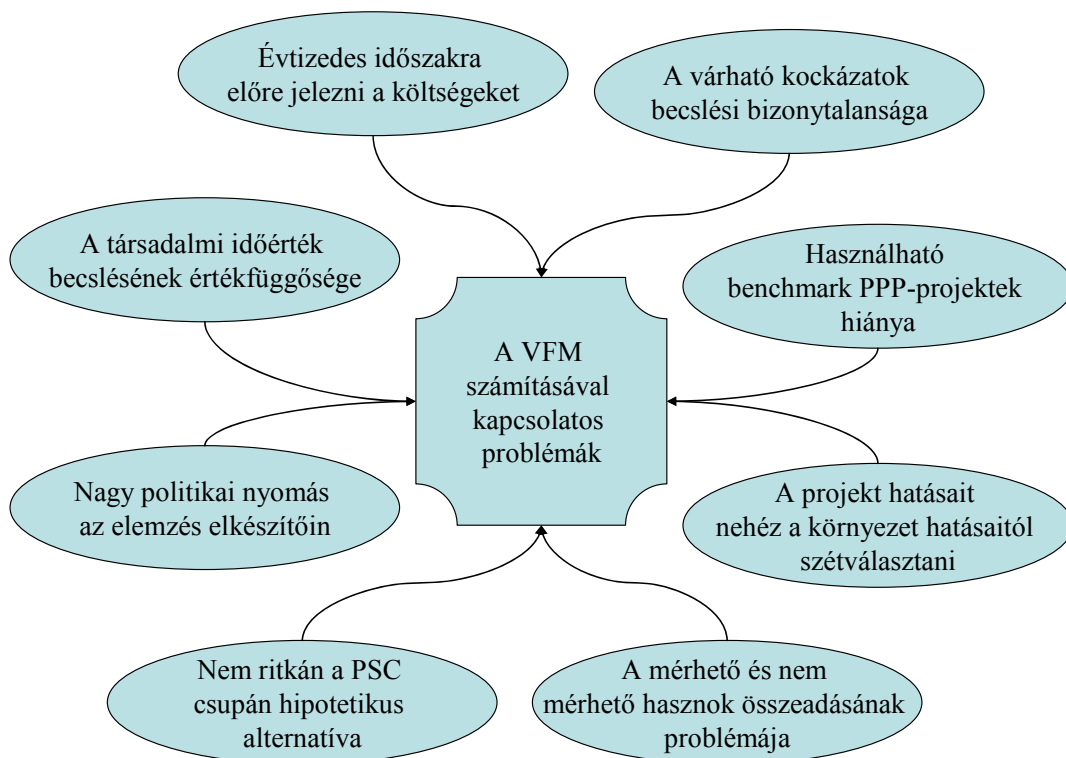 Évtizedes időszakra
előre jelezni a költségeket
A várható kockázatok
becslési bizonytalansága
A társadalmi időérték
becslésének értékfüggősége
Használható
benchmark PPP-projektek
hiánya
A VFM
számításával
kapcsolatos
problémák
Nagy politikai nyomás
az elemzés elkészítőin
A projekt hatásait
nehéz a környezet hatásaitól
szétválasztani
Nem ritkán a PSC
csupán hipotetikus
alternatíva
A mérhető és nem
mérhető hasznok összeadásának
problémája